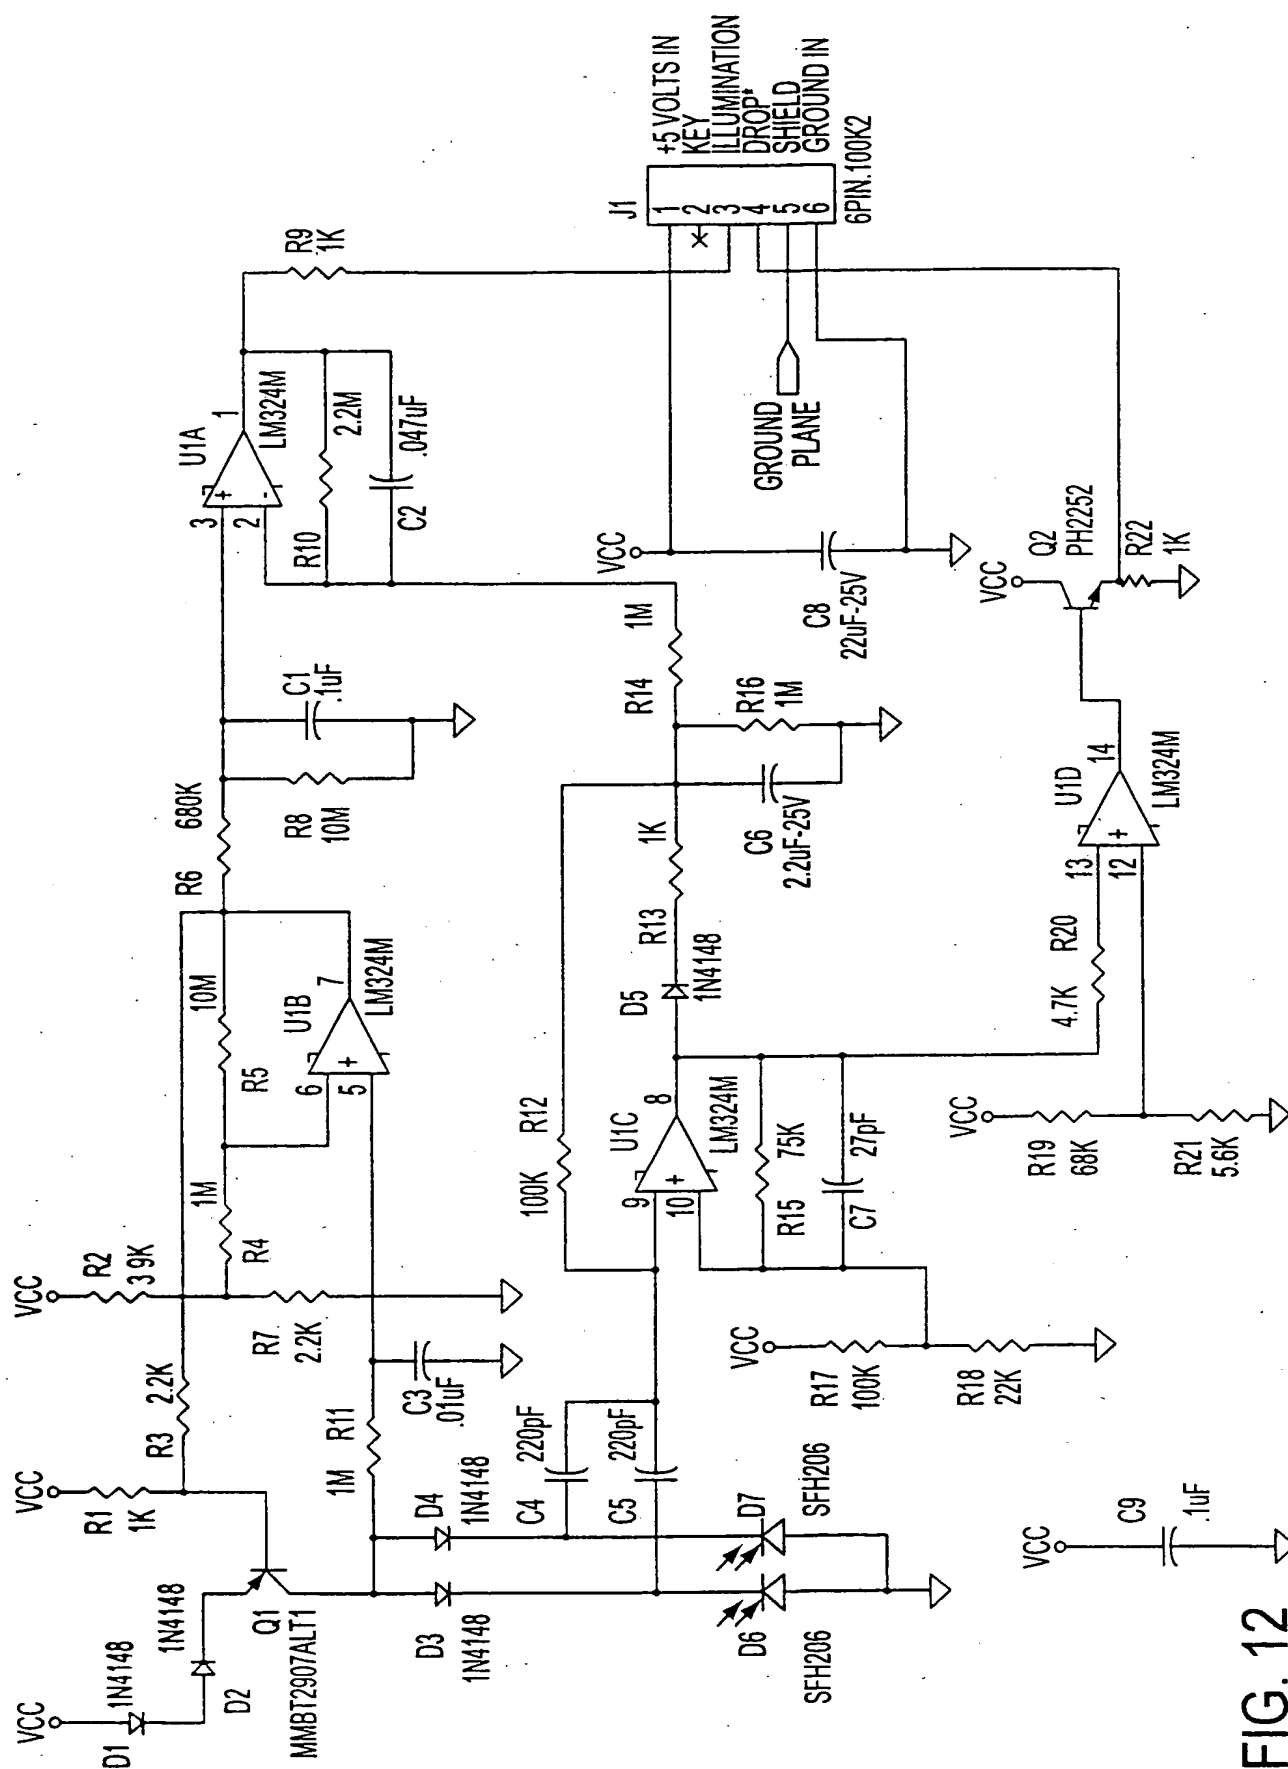 VCC
D1
1N4148
1N4148
D2
Q1
MMBT2907ALT1
VCC
R1
1K
R3
2.2K
VCC
R2
3 9K
R4
1M
R7
2.2K
R5
10M
6
5
U1B
+
7
LM324M
R6
680K
R8
10M
C1
.1uF
3
2
U1A
+
-
1
LM324M
R10
2.2M
C2
.047uF
R9
1K
J1
1
2
3
4
5
6
+5 VOLTS IN
KEY
ILLUMINATION
DROP*
SHIELD
GROUND IN
6PIN.100K2
GROUND
PLANE
VCC
C8
22uF-25V
1M
R11
C3
.01uF
D4
1N4148
D3
1N4148
C4
220pF
C5
220pF
D7
SFH206
D6
SFH206
100K
R12
9
10
U1C
+
8
LM324M
R15
75K
C7
27pF
VCC
R17
100K
R18
22K
D5
1N4148
R13
1K
C6
2.2uF-25V
R14
1M
R16
1M
4.7K
R20
VCC
R19
68K
R21
5.6K
13
12
U1D
+
14
LM324M
VCC
Q2
PH2252
R22
1K
VCC
C9
.1uF
FIG. 12